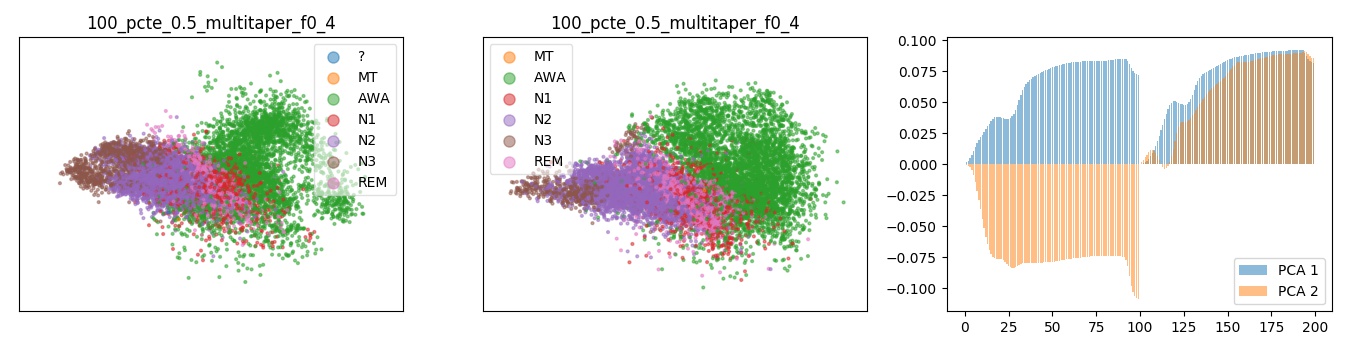 100_pcte_0.5_multitaper_f0_4
?
MT
AWA
N1
N2
N3
REM
100_pcte_0.5_multitaper_f0_4
MT
AWA
N1
N2
N3
REM
0.100
0.075
0.050
0.025
0.000
−0.025
−0.050
−0.075
−0.100
PCA 1
PCA 2
0 25 50 75 100 125 150 175 200